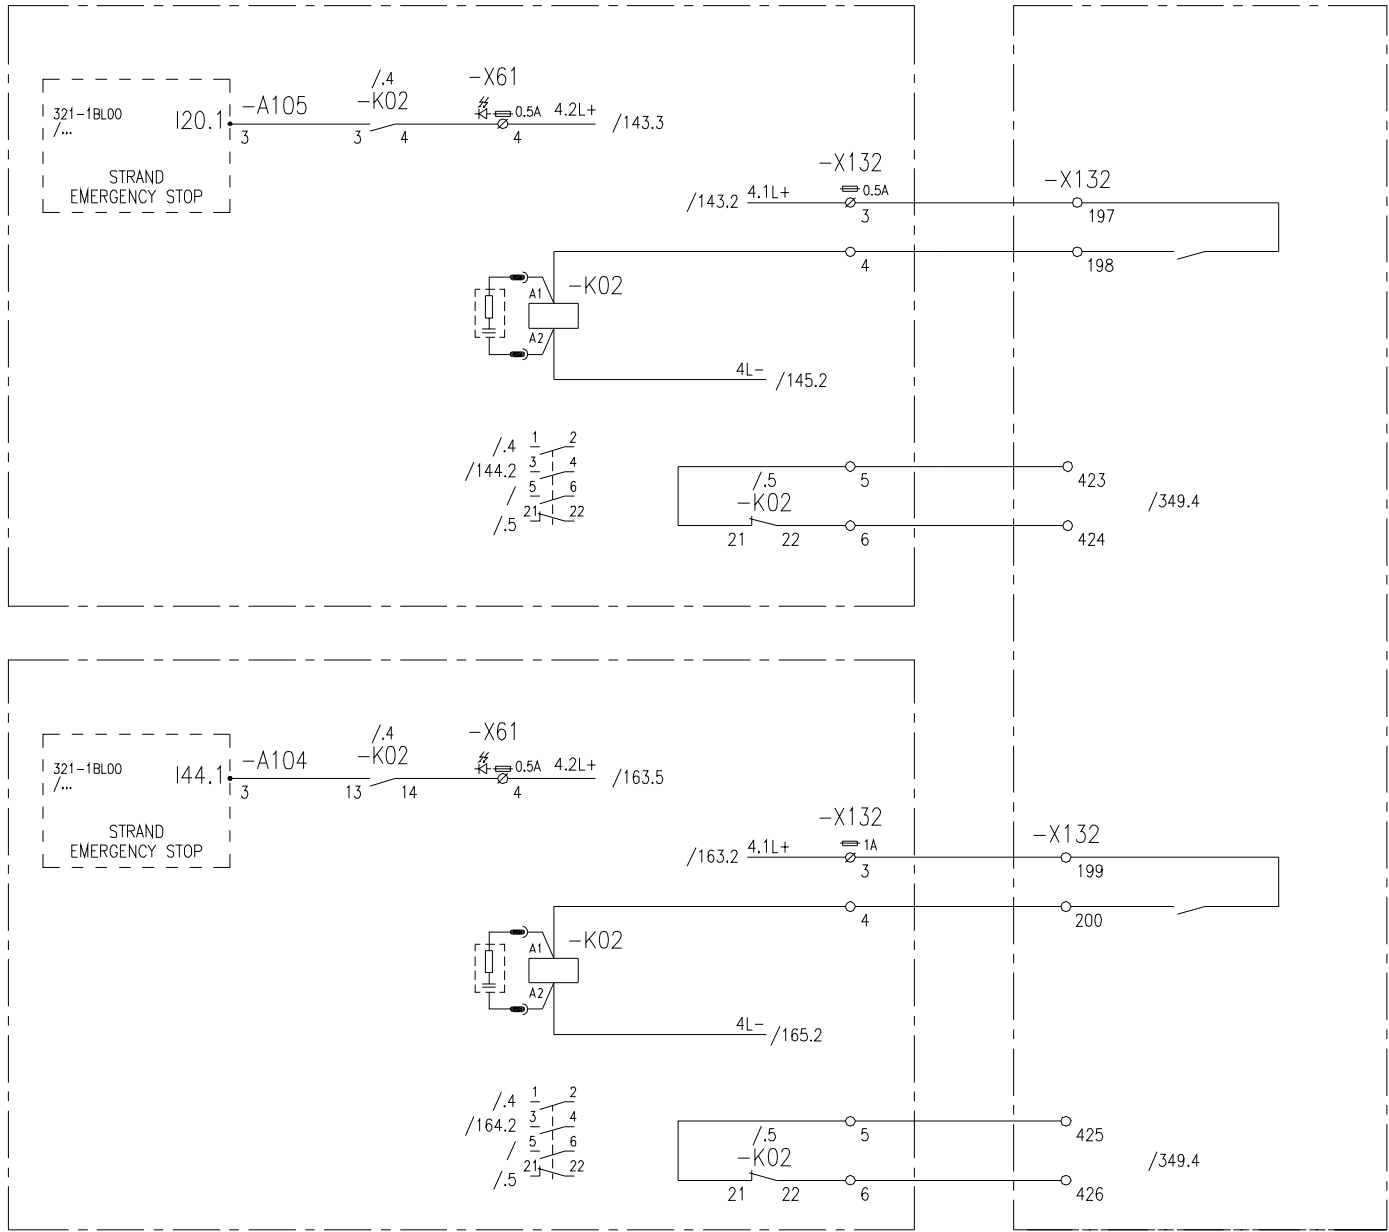 /.4
-X61
321-1BL00
/...
I20.1
-A105
-K02
0.5A
4.2L+
/143.3
3
3
4
4
STRAND
EMERGENCY STOP
-X132
-X132
/143.2
4.1L+
0.5A
3
197
4
198
A1
-K02
A2
4L-
/145.2
/.4
1
2
/144.2
3
4
/
5
6
/.5
21
22
/.5
-K02
21
22
5
6
423
424
/349.4
/.4
-X61
321-1BL00
/...
I44.1
-A104
-K02
0.5A
4.2L+
/163.5
3
13
14
4
STRAND
EMERGENCY STOP
-X132
-X132
/163.2
4.1L+
1A
3
199
4
200
A1
-K02
A2
4L-
/165.2
/.4
1
2
/164.2
3
4
/
5
6
/.5
21
22
/.5
-K02
21
22
5
6
425
426
/349.4